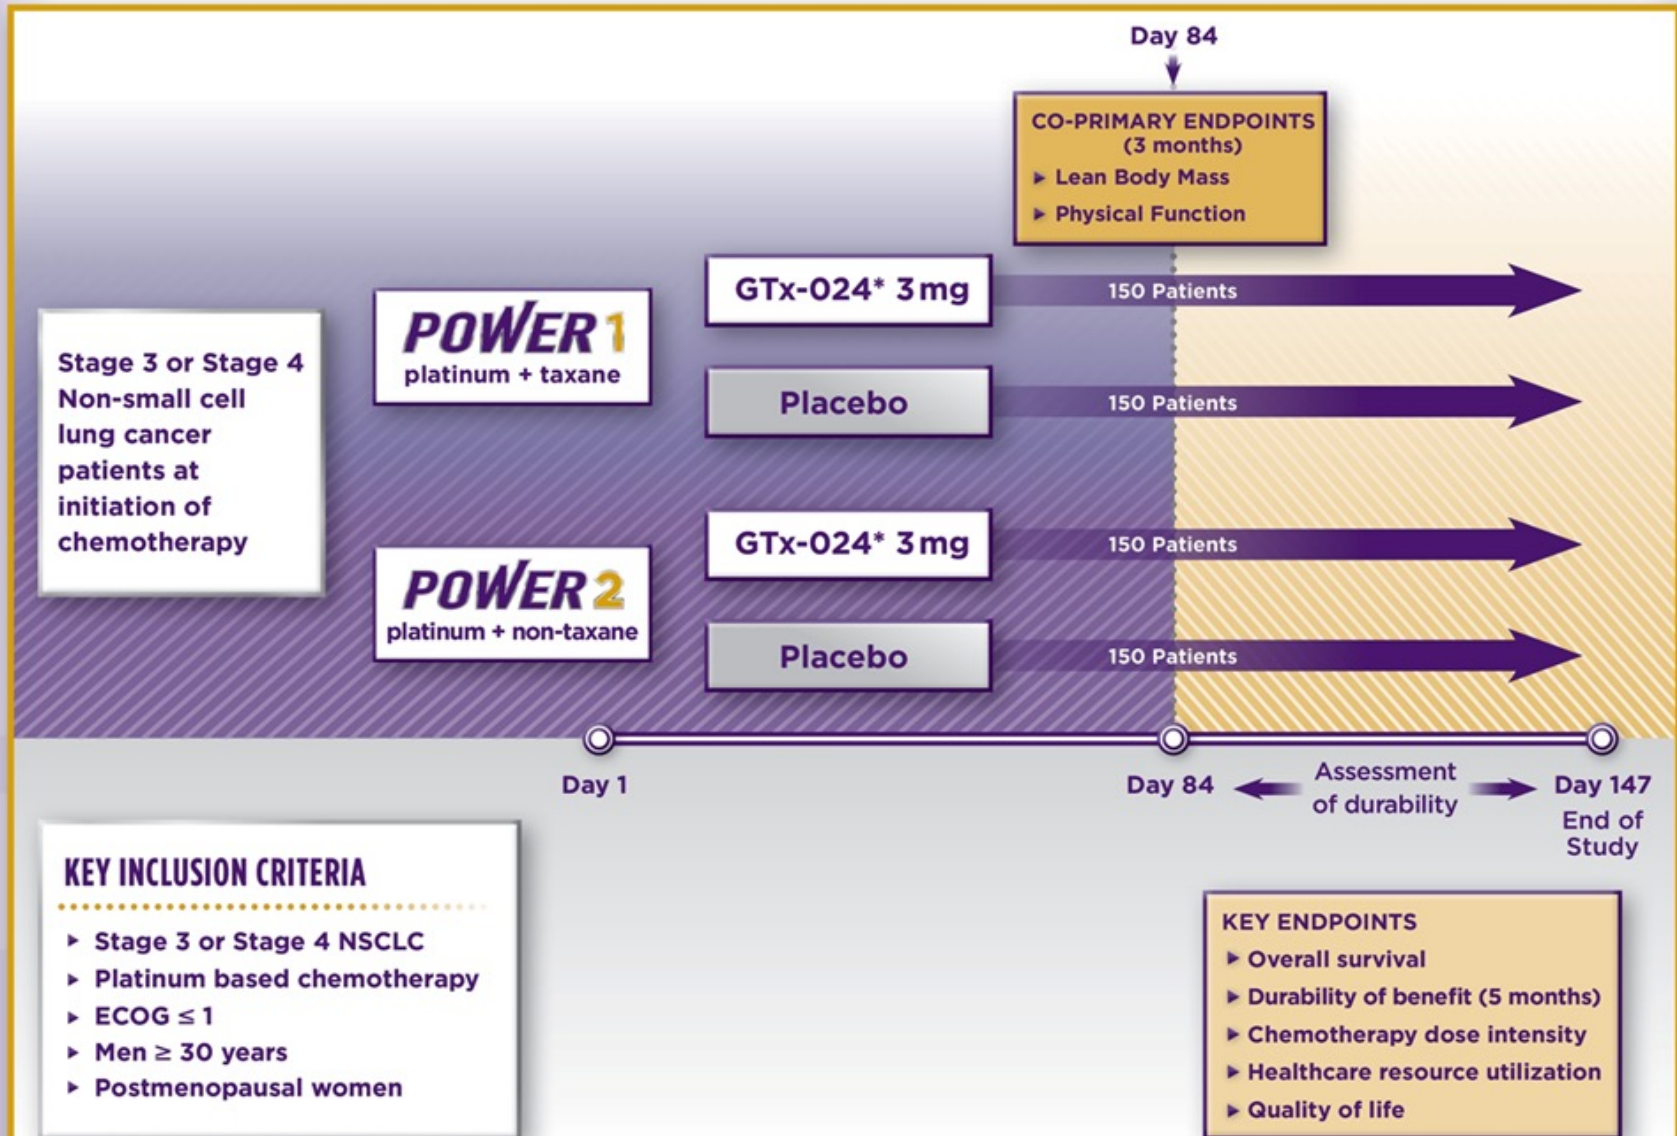 Day 84
CO-PRIMARY ENDPOINTS
(3 months)
▸ Lean Body Mass
▸ Physical Function
Stage 3 or Stage 4
Non-small cell
lung cancer
patients at
initiation of
chemotherapy
POWER 1
platinum + taxane
GTx-024* 3mg
150 Patients
Placebo
150 Patients
POWER 2
platinum + non-taxane
GTx-024* 3mg
150 Patients
Placebo
150 Patients
Day 1
Day 84
Assessment
of durability
Day 147
End of
Study
KEY INCLUSION CRITERIA
▸ Stage 3 or Stage 4 NSCLC
▸ Platinum based chemotherapy
▸ ECOG ≤ 1
▸ Men ≥ 30 years
▸ Postmenopausal women
KEY ENDPOINTS
▸ Overall survival
▸ Durability of benefit (5 months)
▸ Chemotherapy dose intensity
▸ Healthcare resource utilization
▸ Quality of life